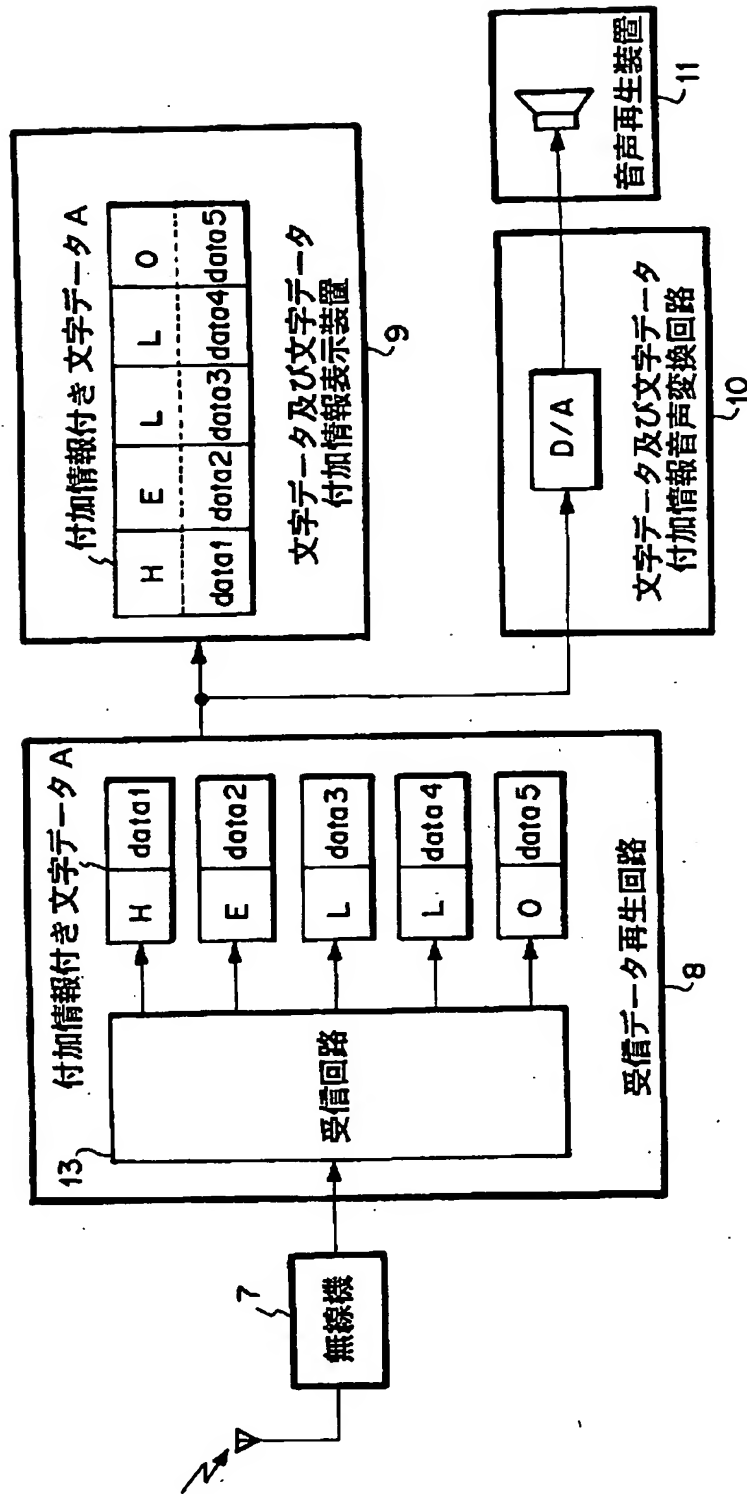 7
無線機
13
受信回路
付加情報付き文字データA
H data1
E data2
L data3
L data4
O data5
受信データ再生回路
8
付加情報付き文字データA
H E L L O
data1 data2 data3 data4 data5
文字データ及び文字データ
付加情報表示装置
9
D/A
文字データ及び文字データ
付加情報音声変換回路
10
音声再生装置
11